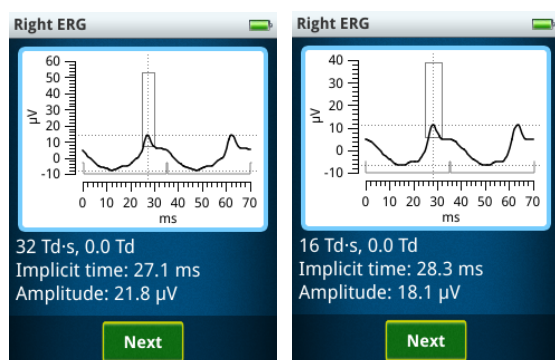 Right ERG
60
50
40
30
20
10
0
-10
µV
0 10 20 30 40 50 60 70
ms
32 Td·s, 0.0 Td
Implicit time: 27.1 ms
Amplitude: 21.8 µV
Next
Right ERG
40
30
20
10
0
-10
µV
0 10 20 30 40 50 60 70
ms
16 Td·s, 0.0 Td
Implicit time: 28.3 ms
Amplitude: 18.1 µV
Next